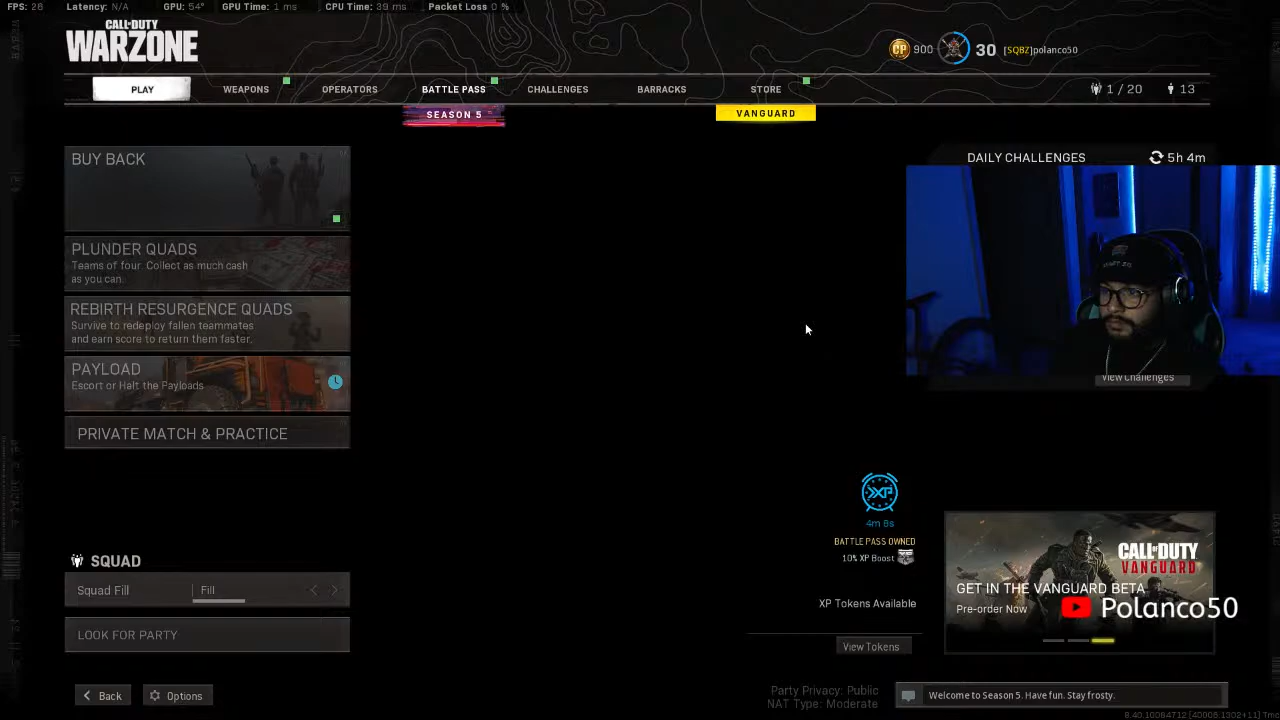 FPS: 28 Latency: N/A GPU: 54° GPU Time: 1 ms CPU Time: 39 ms Packet Loss 0 %
CALL OF DUTY
WARZONE
CP 900 30 [SQBZ]polanco50
PLAY WEAPONS OPERATORS BATTLE PASS CHALLENGES BARRACKS STORE 1 / 20 13
SEASON 5 VANGUARD
BUY BACK
DAILY CHALLENGES 5h 4m
PLUNDER QUADS
Teams of four. Collect as much cash
as you can.
REBIRTH RESURGENCE QUADS
Survive to redeploy fallen teammates
and earn score to return them faster.
PAYLOAD
Escort or Halt the Payloads
View Challenges
PRIVATE MATCH & PRACTICE
XP
4m 8s
BATTLE PASS OWNED
10% XP Boost
XP Tokens Available
View Tokens
CALL OF DUTY
VANGUARD
GET IN THE VANGUARD BETA
Pre-order Now
Polanco50
SQUAD
Squad Fill Fill
LOOK FOR PARTY
Back Options
Party Privacy: Public
NAT Type: Moderate
Welcome to Season 5. Have fun. Stay frosty.